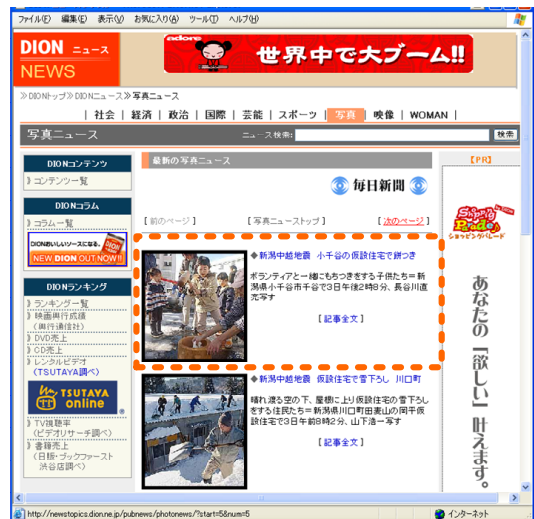 ファイル(F) 編集(E) 表示(V) お気に入り(A) ツール(T) ヘルプ(H)
DION ニュース
NEWS
adore
世界中で大ブーム!!
≫DIONトップ≫DIONニュース≫写真ニュース
| 社会 | 経済 | 政治 | 国際 | 芸能 | スポーツ | 写真 | 映像 | WOMAN |
写真ニュース
ニュース検索:
検索
DIONコンテンツ
》コンテンツ一覧
DIONコラム
》コラム一覧
DIONおいしいソースになる。
NEW DION OUT NOW!!
DIONランキング
》ランキング一覧
》映画興行成績
(興行通信社)
》DVD売上
》CD売上
》レンタルビデオ
(TSUTAYA調べ)
TSUTAYA
online
》TV視聴率
(ビデオリサーチ調べ)
》書籍売上
(日販・ブックファースト
渋谷店調べ)
最新の写真ニュース
毎日新聞
[前のページ] [写真ニューストップ] [次のページ]
◆新潟中越地震 小千谷の仮設住宅で餅つき
ボランティアと一緒にもちつきをする子供たち=新
潟県小千谷市千谷で3日午後2時8分、長谷川直
亮写す
[記事全文]
◆新潟中越地震 仮設住宅で雪下ろし 川口町
晴れ渡る空の下、屋根に上り仮設住宅の雪下ろし
をする住民たち=新潟県川口町田麦山の岡平仮
設住宅で3日午前8時2分、山下浩一写す
[記事全文]
【PR】
ショッピングパレード
あなたの「欲しい」叶えます。
http://newstopics.dion.ne.jp/pubnews/photonews/?start=5&num=5
インターネット